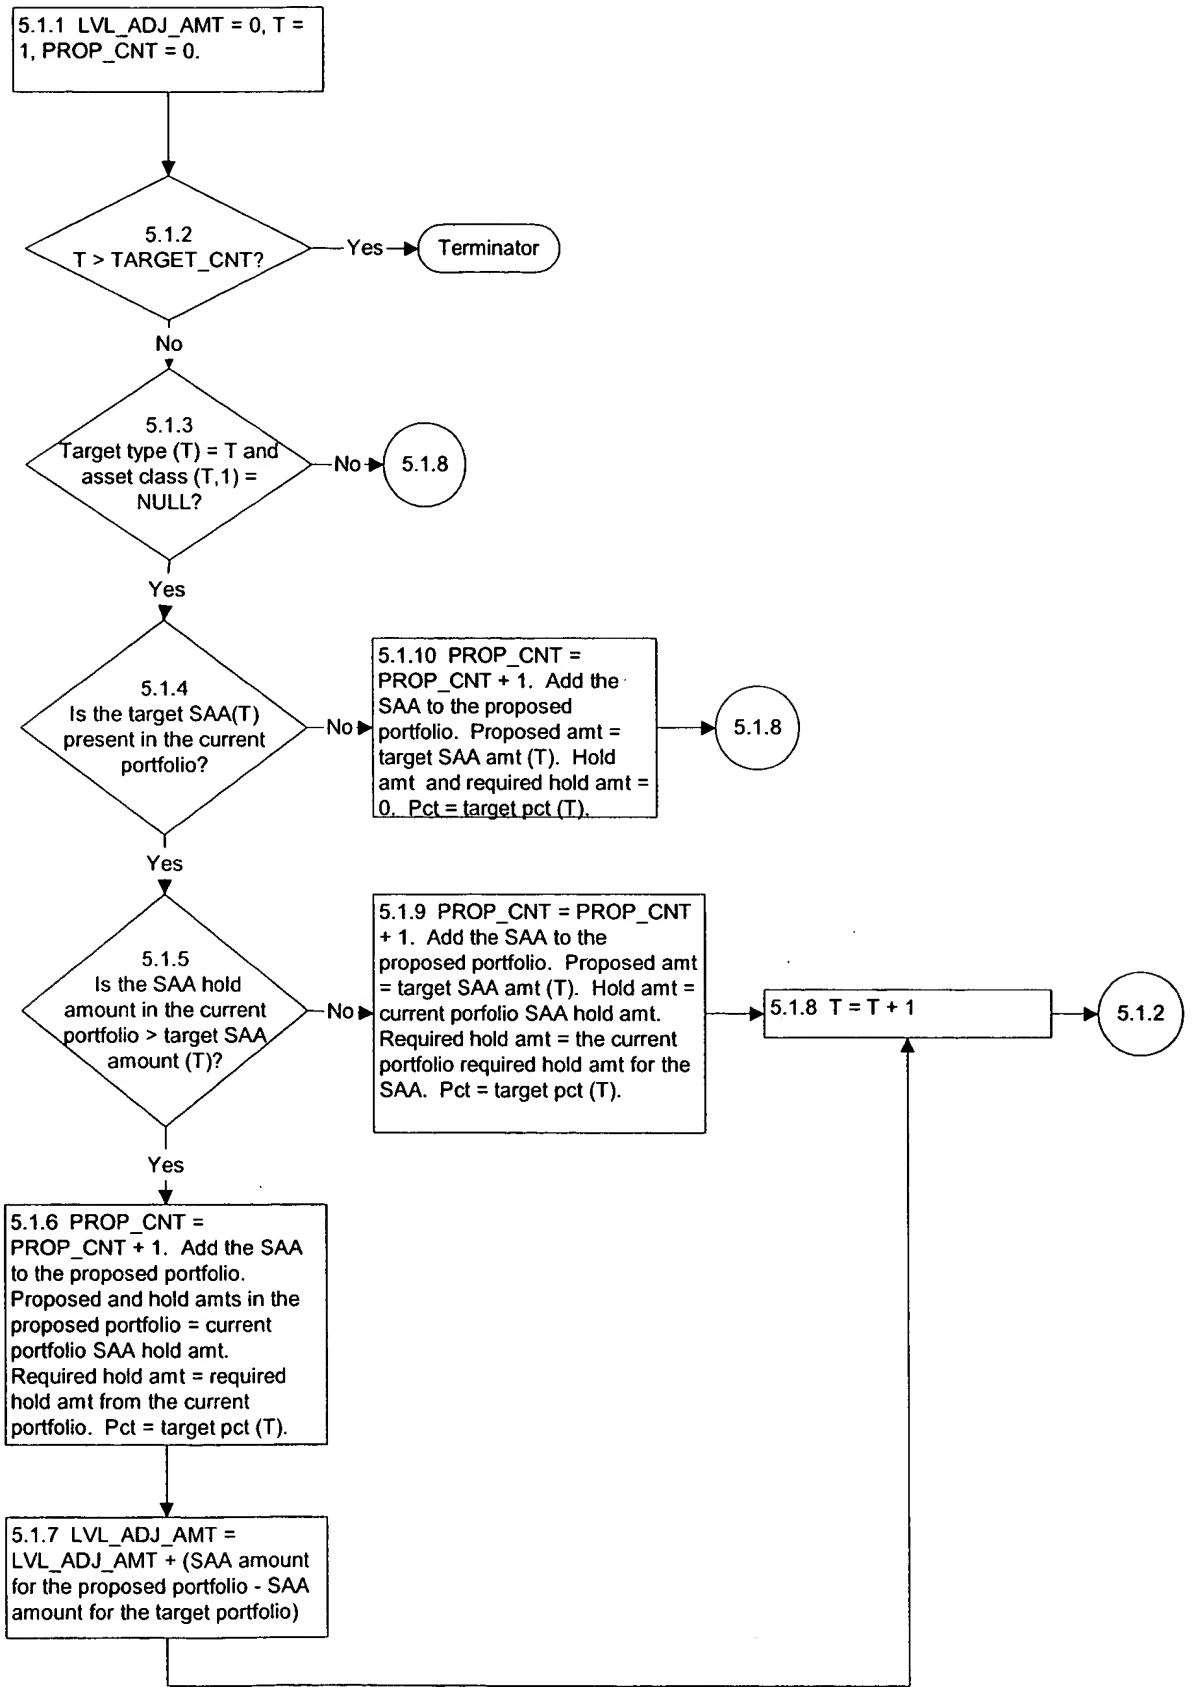 5.1.1 LVL_ADJ_AMT = 0, T =
1, PROP_CNT = 0.
5.1.2
T > TARGET_CNT?
Yes
Terminator
No
5.1.3
Target type (T) = T and
asset class (T,1) =
NULL?
No
5.1.8
Yes
5.1.4
Is the target SAA(T)
present in the current
portfolio?
No
5.1.10 PROP_CNT =
PROP_CNT + 1. Add the
SAA to the proposed
portfolio. Proposed amt =
target SAA amt (T). Hold
amt and required hold amt =
0. Pct = target pct (T).
5.1.8
Yes
5.1.5
Is the SAA hold
amount in the current
portfolio > target SAA
amount (T)?
No
5.1.9 PROP_CNT = PROP_CNT
+ 1. Add the SAA to the
proposed portfolio. Proposed amt
= target SAA amt (T). Hold amt =
current porfolio SAA hold amt.
Required hold amt = the current
portfolio required hold amt for the
SAA. Pct = target pct (T).
5.1.8 T = T + 1
5.1.2
Yes
5.1.6 PROP_CNT =
PROP_CNT + 1. Add the SAA
to the proposed portfolio.
Proposed and hold amts in the
proposed portfolio = current
portfolio SAA hold amt.
Required hold amt = required
hold amt from the current
portfolio. Pct = target pct (T).
5.1.7 LVL_ADJ_AMT =
LVL_ADJ_AMT + (SAA amount
for the proposed portfolio - SAA
amount for the target portfolio)